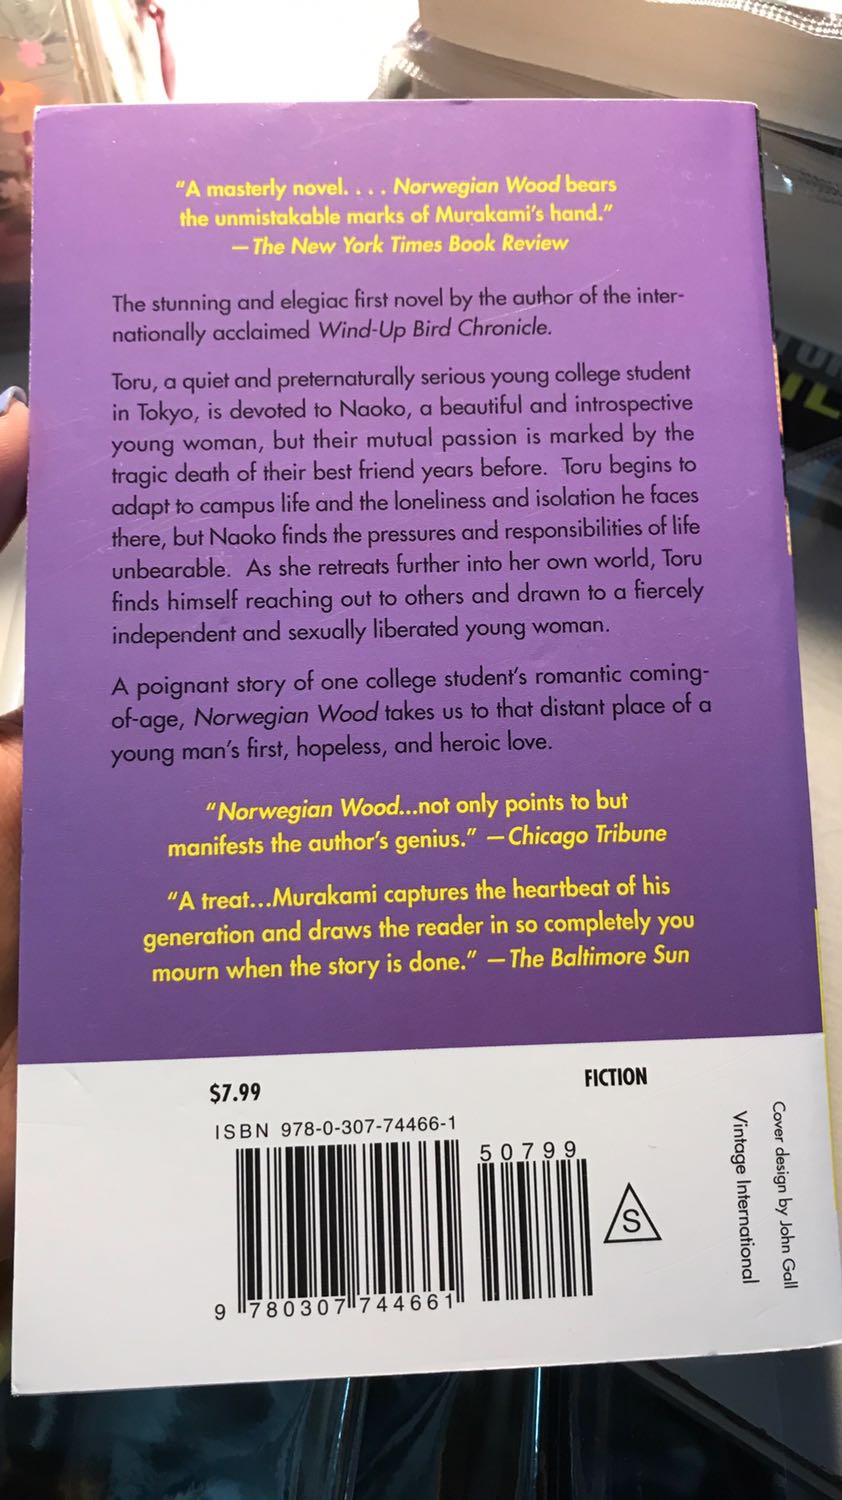 "A masterly novel. . . . Norwegian Wood bears
the unmistakable marks of Murakami's hand."
—The New York Times Book Review
The stunning and elegiac first novel by the author of the inter-
nationally acclaimed Wind-Up Bird Chronicle.
Toru, a quiet and preternaturally serious young college student
in Tokyo, is devoted to Naoko, a beautiful and introspective
young woman, but their mutual passion is marked by the
tragic death of their best friend years before. Toru begins to
adapt to campus life and the loneliness and isolation he faces
there, but Naoko finds the pressures and responsibilities of life
unbearable. As she retreats further into her own world, Toru
finds himself reaching out to others and drawn to a fiercely
independent and sexually liberated young woman.
A poignant story of one college student's romantic coming-
of-age, Norwegian Wood takes us to that distant place of a
young man's first, hopeless, and heroic love.
"Norwegian Wood...not only points to but
manifests the author's genius." —Chicago Tribune
"A treat...Murakami captures the heartbeat of his
generation and draws the reader in so completely you
mourn when the story is done." —The Baltimore Sun
$7.99
FICTION
ISBN 978-0-307-74466-1
50799
9 780307 744661
S
Cover design by John Gall
Vintage International